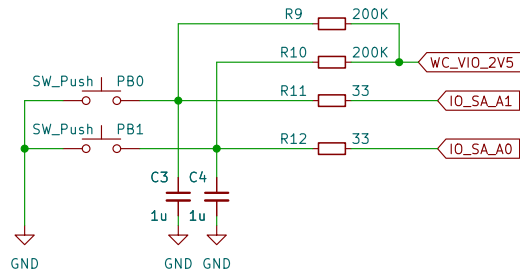 R9 200K
R10 200K
WC_VIO_2V5
SW_Push PB0
R11 33
IO_SA_A1
SW_Push PB1
R12 33
IO_SA_A0
C3 C4
1u 1u
GND GND GND